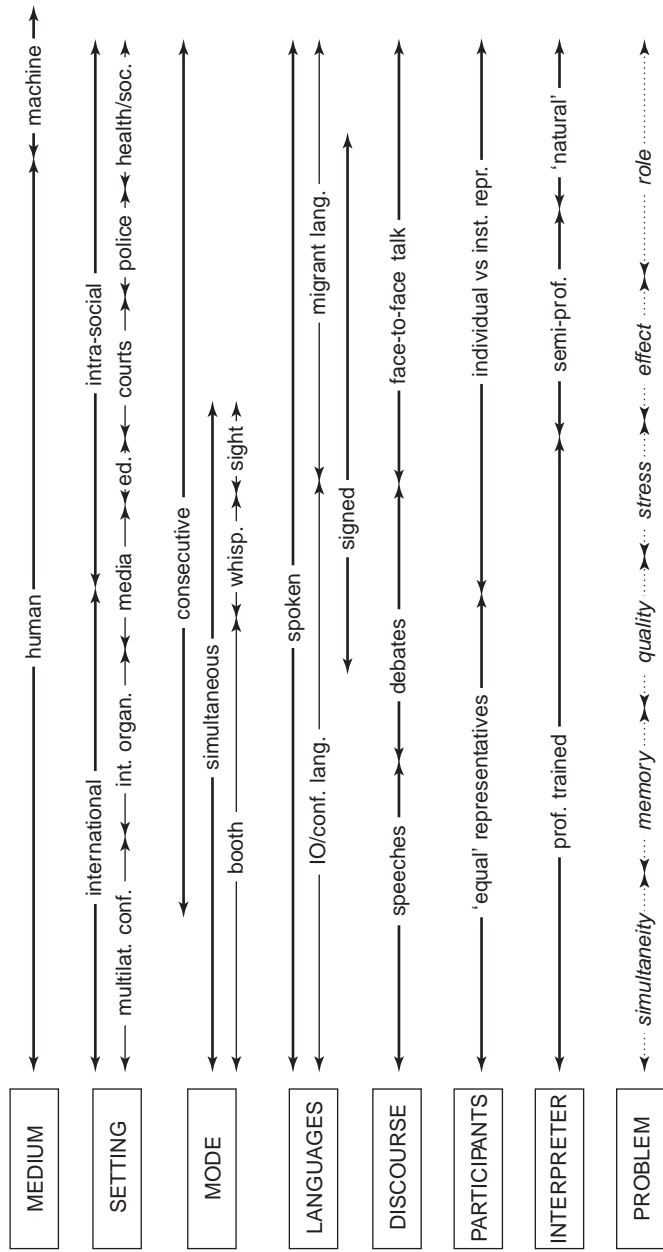 MEDIUM
human machine
SETTING
international intra-social
multilat. conf. int. organ. media ed. courts police health/soc.
MODE
consecutive
simultaneous
booth whisp. sight
LANGUAGES
spoken
IO/conf. lang. migrant lang.
signed
DISCOURSE
speeches debates face-to-face talk
PARTICIPANTS
‘equal’ representatives individual vs inst. repr.
INTERPRETER
prof. trained semi-prof. ‘natural’
PROBLEM
simultaneity memory quality stress effect role